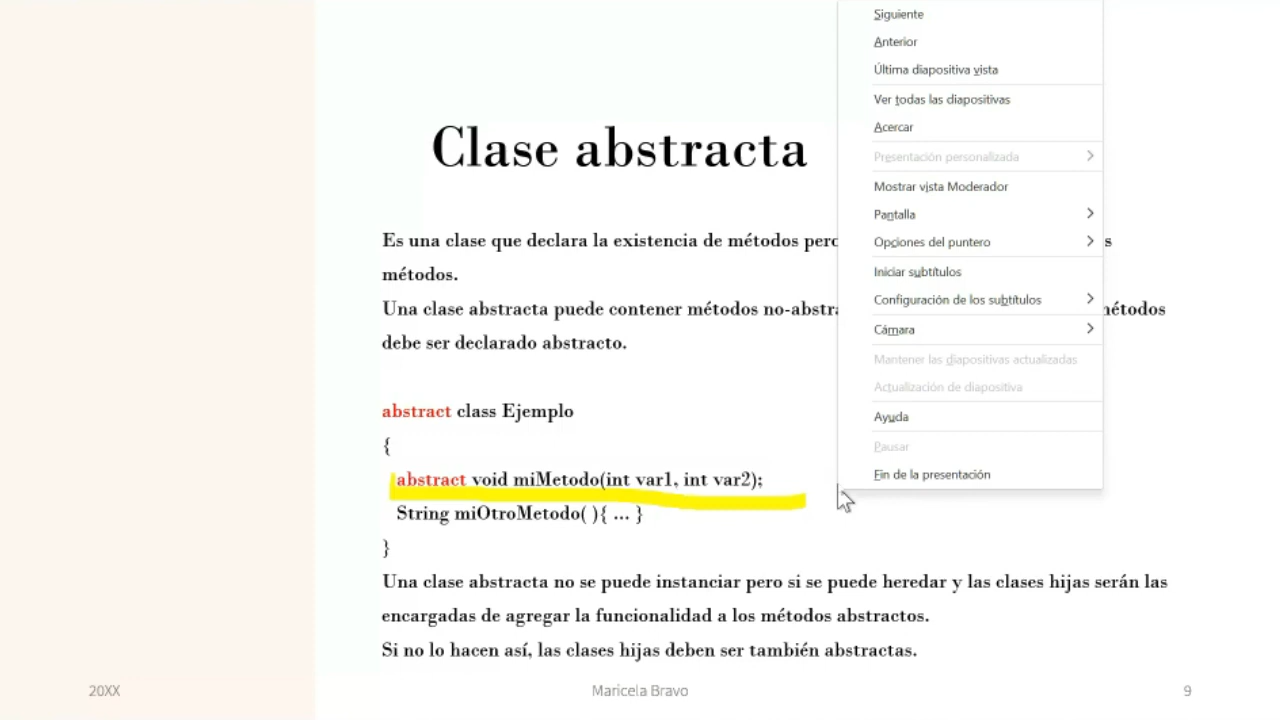 Clase abstracta
Es una clase que declara la existencia de métodos pero s
métodos.
Una clase abstracta puede contener métodos no-abstra métodos
debe ser declarado abstracto.
abstract class Ejemplo
{
abstract void miMetodo(int var1, int var2);
String miOtroMetodo( ){ ... }
}
Una clase abstracta no se puede instanciar pero si se puede heredar y las clases hijas serán las
encargadas de agregar la funcionalidad a los métodos abstractos.
Si no lo hacen así, las clases hijas deben ser también abstractas.
20XX
Maricela Bravo
9
Siguiente
Anterior
Última diapositiva vista
Ver todas las diapositivas
Acercar
Presentación personalizada
Mostrar vista Moderador
Pantalla
Opciones del puntero
Iniciar subtítulos
Configuración de los subtítulos
Cámara
Mantener las diapositivas actualizadas
Actualización de diapositiva
Ayuda
Pausar
Fin de la presentación